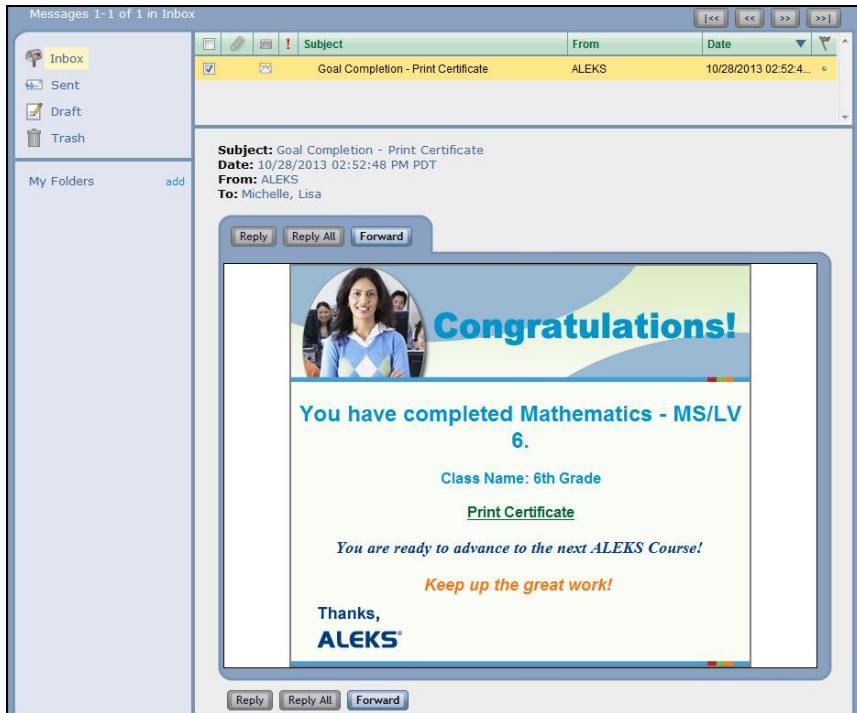 Messages 1-1 of 1 in Inbox
|<< << >> >>|
Inbox
Sent
Draft
Trash
My Folders add
! Subject From Date
Goal Completion - Print Certificate ALEKS 10/28/2013 02:52:4...
Subject: Goal Completion - Print Certificate
Date: 10/28/2013 02:52:48 PM PDT
From: ALEKS
To: Michelle, Lisa
Reply Reply All Forward
Congratulations!
You have completed Mathematics - MS/LV
6.
Class Name: 6th Grade
Print Certificate
You are ready to advance to the next ALEKS Course!
Keep up the great work!
Thanks,
ALEKS®
Reply Reply All Forward